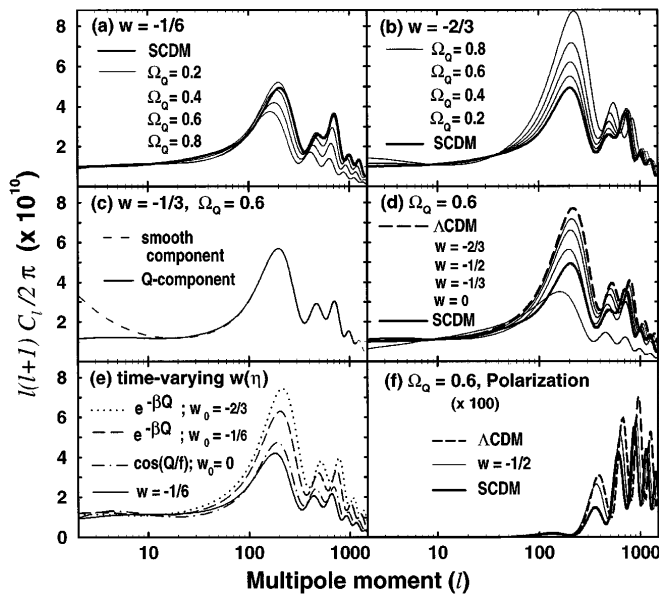 (a) w = -1/6
SCDM
Ω_Q = 0.2
Ω_Q = 0.4
Ω_Q = 0.6
Ω_Q = 0.8
(b) w = -2/3
Ω_Q = 0.8
Ω_Q = 0.6
Ω_Q = 0.4
Ω_Q = 0.2
SCDM
8
6
4
2
(c) w = -1/3, Ω_Q = 0.6
smooth
component
Q-component
8
6
4
2
(d) Ω_Q = 0.6
ΛCDM
w = -2/3
w = -1/2
w = -1/3
w = 0
SCDM
l(l+1) C_l /2 π (x 10¹⁰)
(e) time-varying w(η)
e^-βQ ; w₀ = -2/3
e^-βQ ; w₀ = -1/6
cos(Q/f); w₀= 0
w = -1/6
8
6
4
2
0
(f) Ω_Q = 0.6, Polarization
(x 100)
ΛCDM
w = -1/2
SCDM
10 100 1000 10 100 1000
Multipole moment (l)